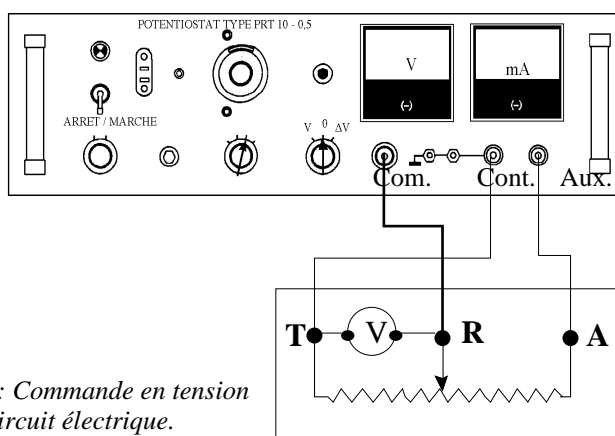 POTENTIOSTAT TYPE PRT 10 - 0,5
V
mA
(-)
(-)
ARRET / MARCHE
V 0 ΔV
Com.
Cont.
Aux.
T
V
R
A
: Commande en tension
ircuit électrique.